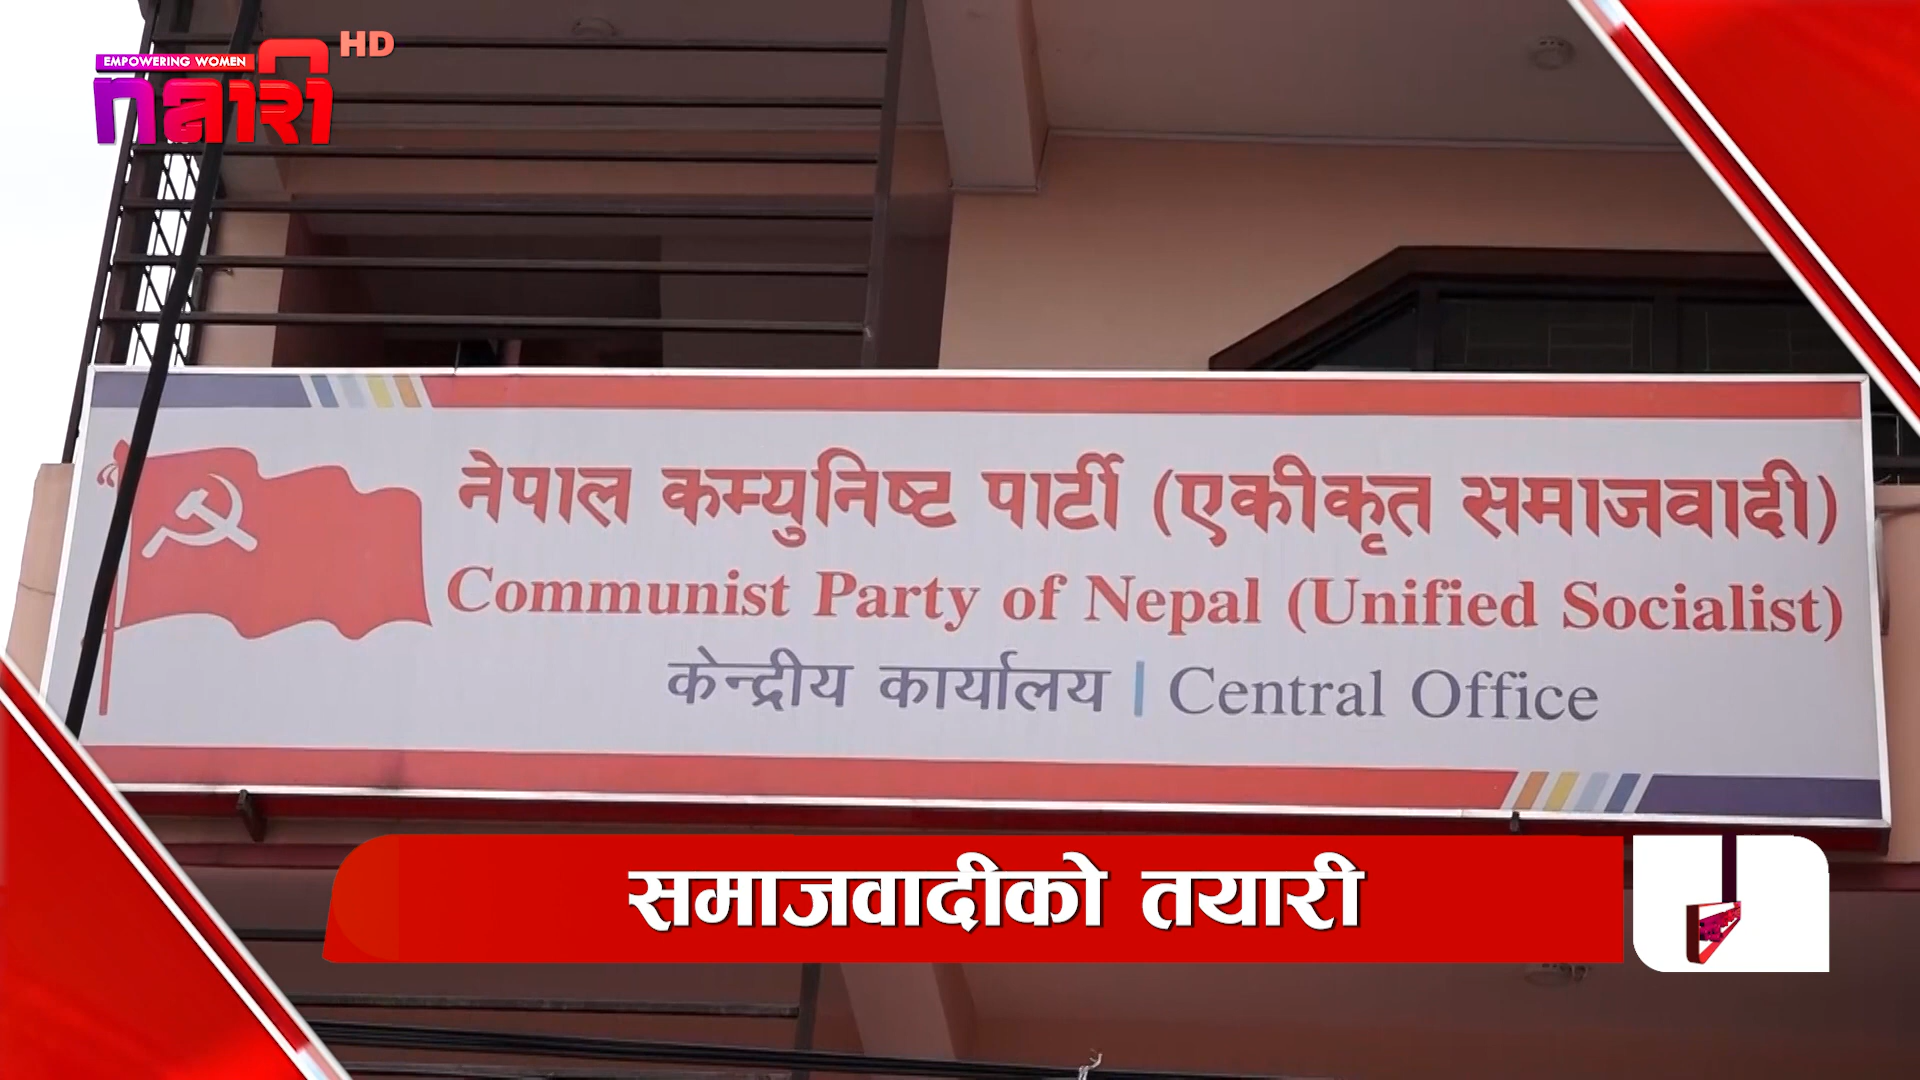 EMPOWERING WOMEN
HD
नेपाल कम्युनिष्ट पार्टी (एकीकृत समाजवादी)
Communist Party of Nepal (Unified Socialist)
केन्द्रीय कार्यालय | Central Office
समाजवादीको तयारी